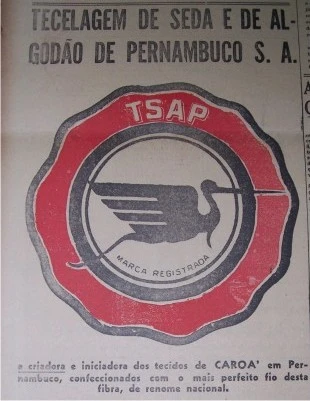 TECELAGEM DE SEDA E DE AL-
GODÃO DE PERNAMBUCO S. A.
TSAP
MARCA REGISTRADA
a criadora e iniciadora dos tecidos de CAROA' em Per-
nambuco, confeccionados com o mais perfeito fio desta
fibra, de renome nacional.